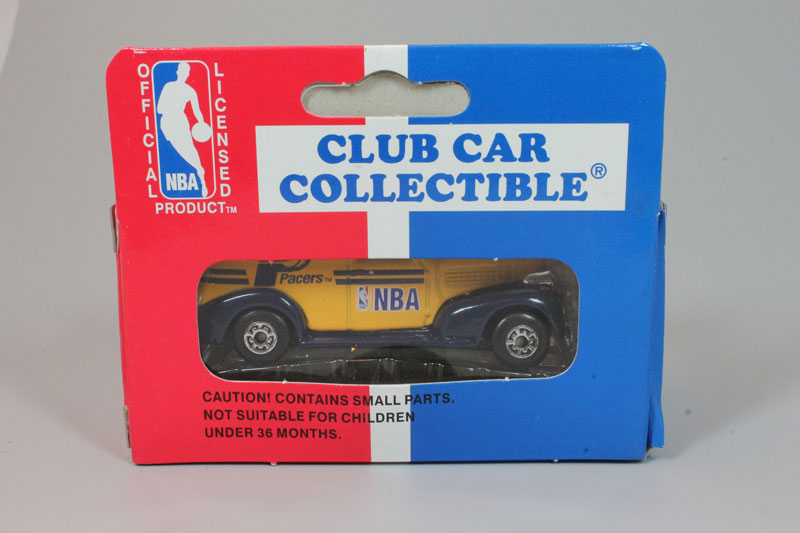 OFFICIAL
NBA
LICENSED
PRODUCT™
CLUB CAR
COLLECTIBLE®
Pacers™
NBA
CAUTION! CONTAINS SMALL PARTS.
NOT SUITABLE FOR CHILDREN
UNDER 36 MONTHS.